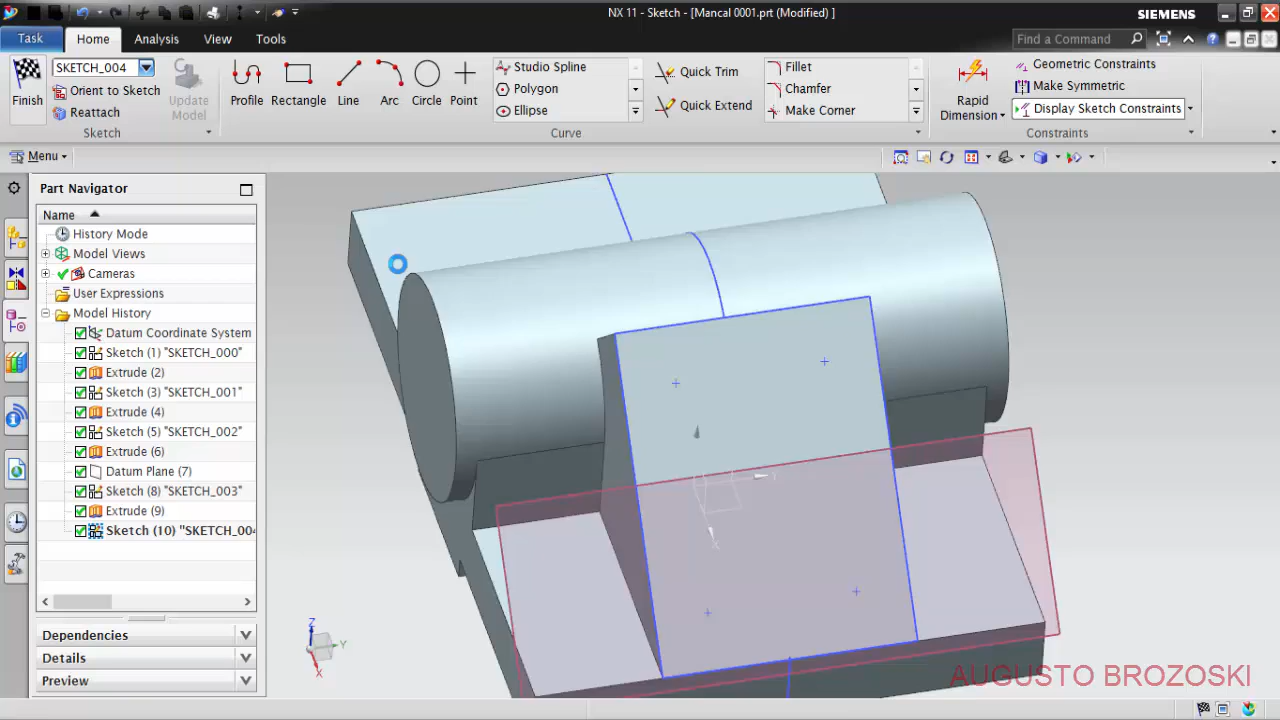 NX 11 - Sketch - [Mancal 0001.prt (Modified) ]
SIEMENS
Task
Home
Analysis
View
Tools
Find a Command
Finish
SKETCH_004
Orient to Sketch
Reattach
Update
Model
Sketch
Profile
Rectangle
Line
Arc
Circle
Point
Studio Spline
Polygon
Ellipse
Quick Trim
Quick Extend
Fillet
Chamfer
Make Corner
Curve
Rapid
Dimension
Geometric Constraints
Make Symmetric
Display Sketch Constraints
Constraints
Menu
Part Navigator
Name
History Mode
Model Views
Cameras
User Expressions
Model History
Datum Coordinate System
Sketch (1) "SKETCH_000"
Extrude (2)
Sketch (3) "SKETCH_001"
Extrude (4)
Sketch (5) "SKETCH_002"
Extrude (6)
Datum Plane (7)
Sketch (8) "SKETCH_003"
Extrude (9)
Sketch (10) "SKETCH_004
Dependencies
Details
Preview
Y
X
Z
Y
X
AUGUSTO BROZOSKI